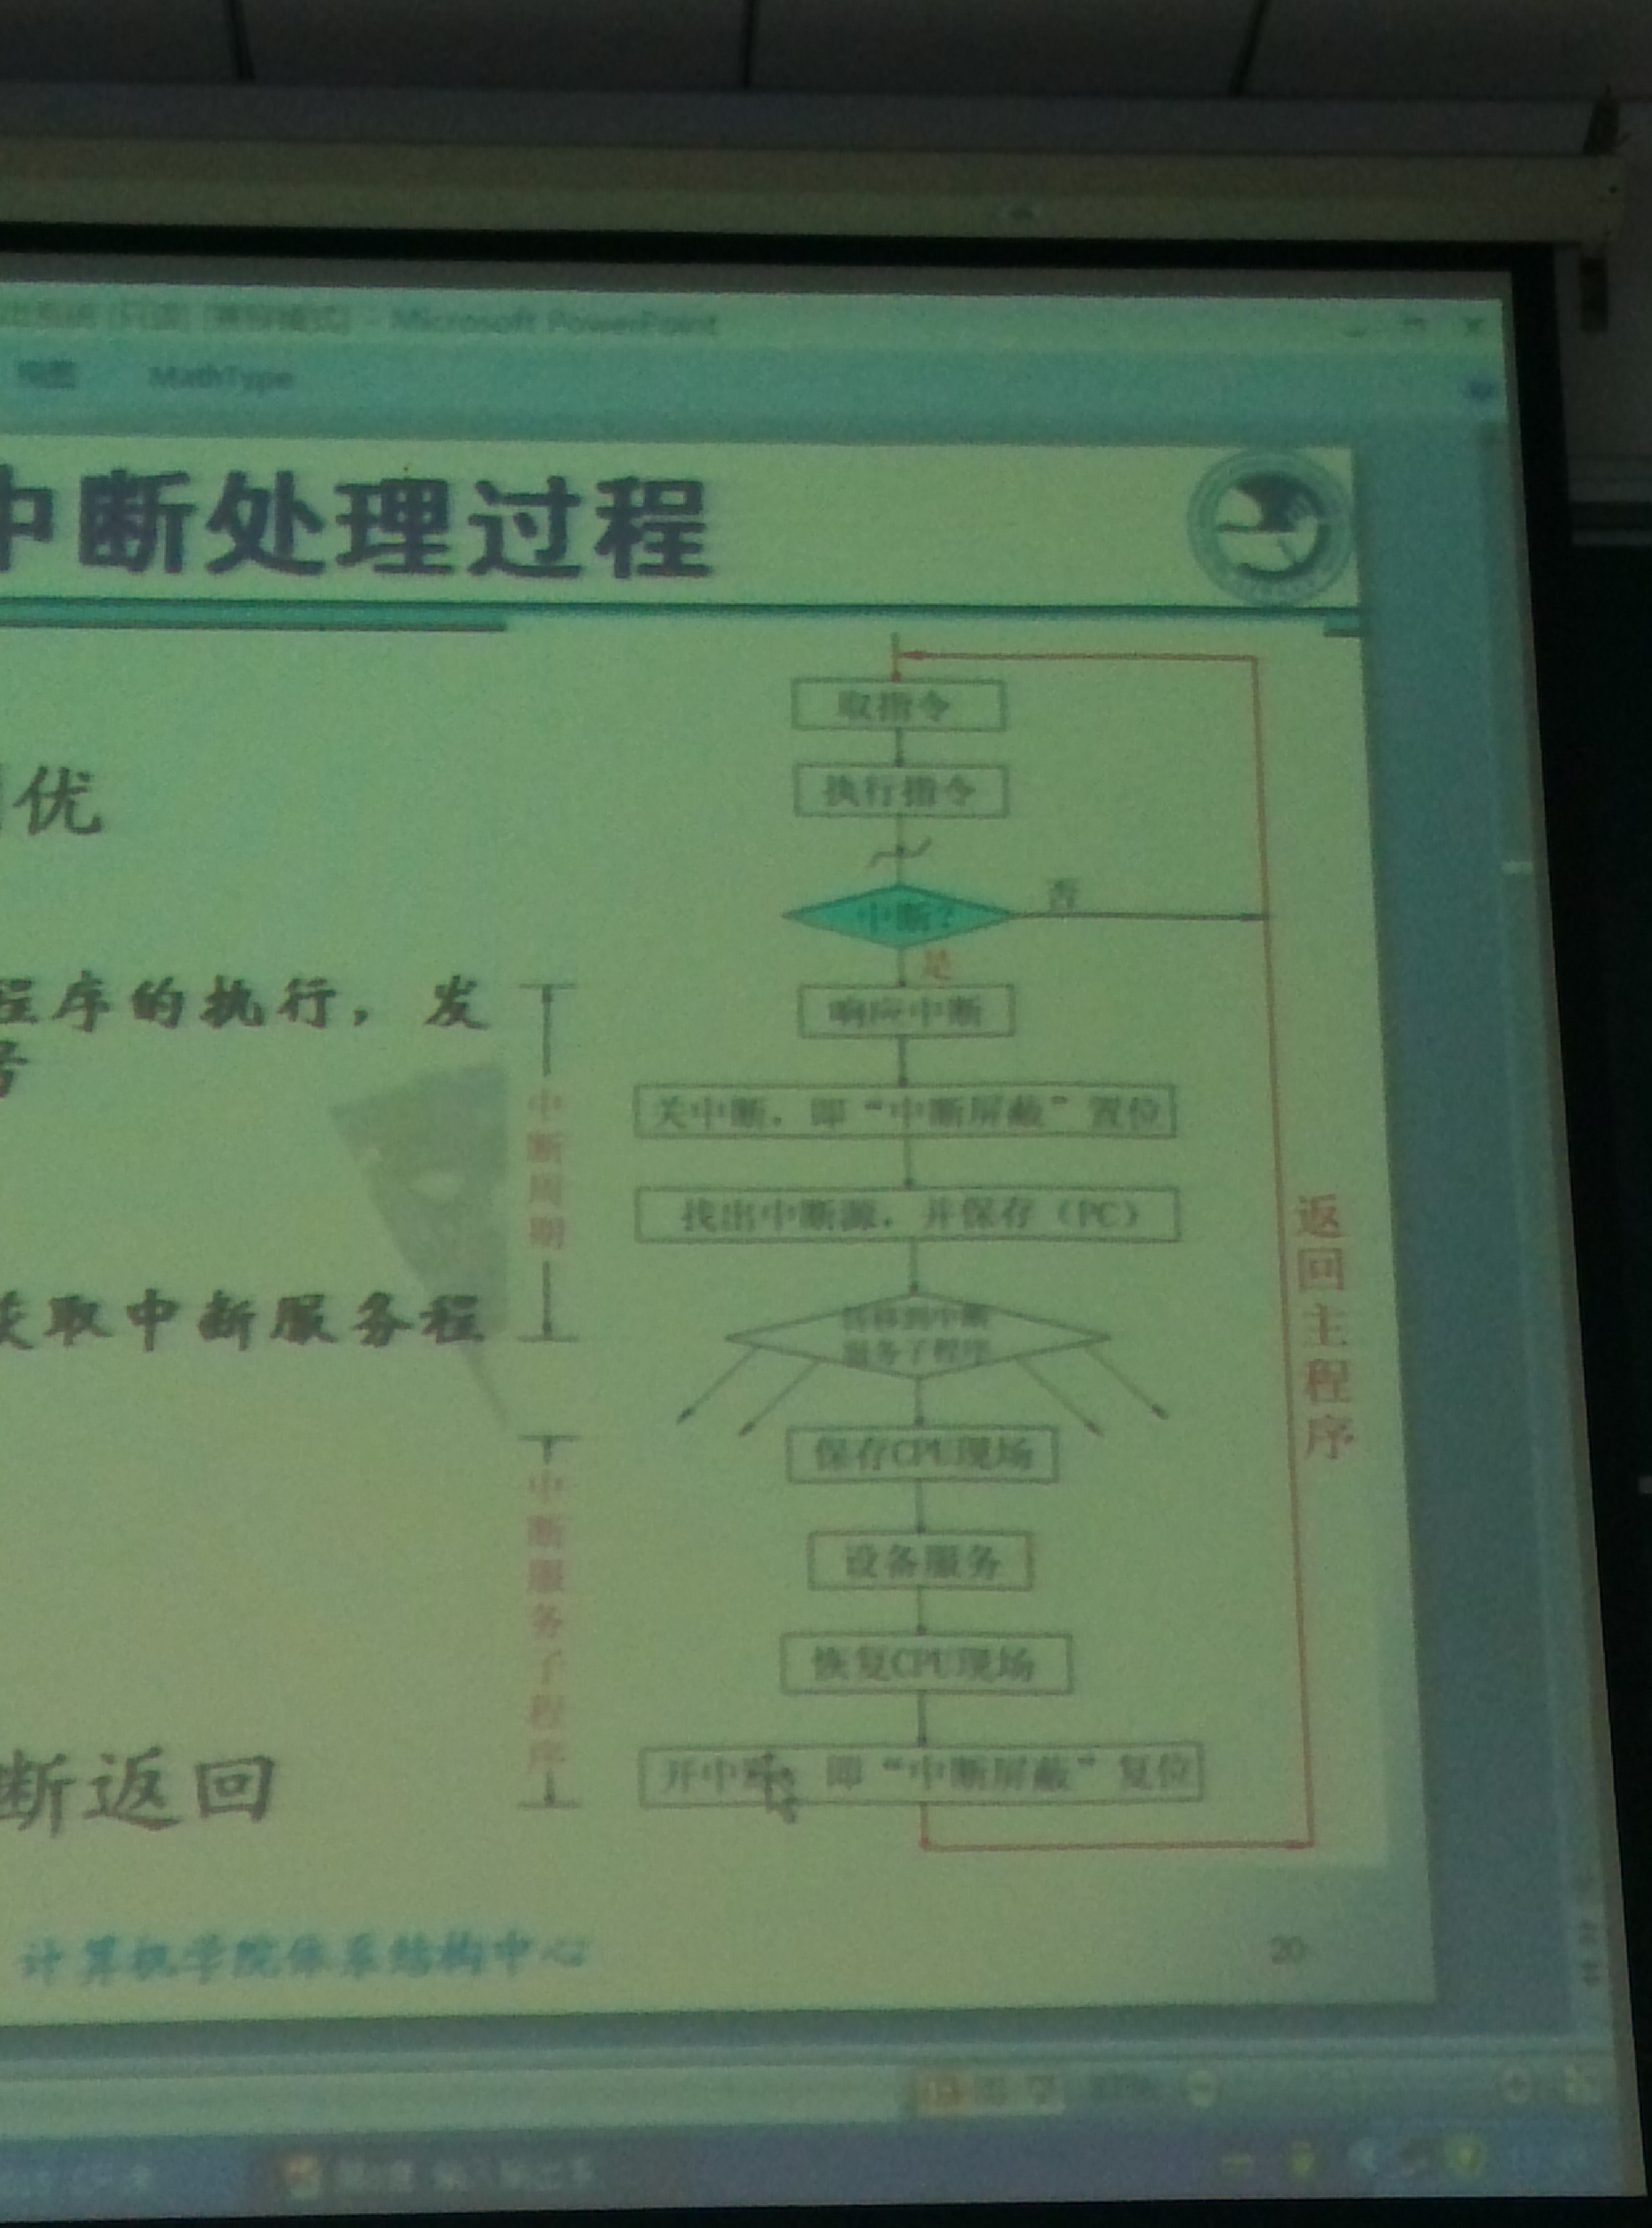 Microsoft PowerPoint
视图 MathType
中断处理过程
优
程序的执行，发
号
获取中断服务程
断返回
取指令
执行指令
中断？
否
是
响应中断
关中断，即“中断屏蔽”置位
找出中断源，并保存（PC）
转移到中断
服务子程序
保存CPU现场
设备服务
恢复CPU现场
开中断，即“中断屏蔽”复位
中断周期
中断服务子程序
返回主程序
计算机学院体系结构中心
20